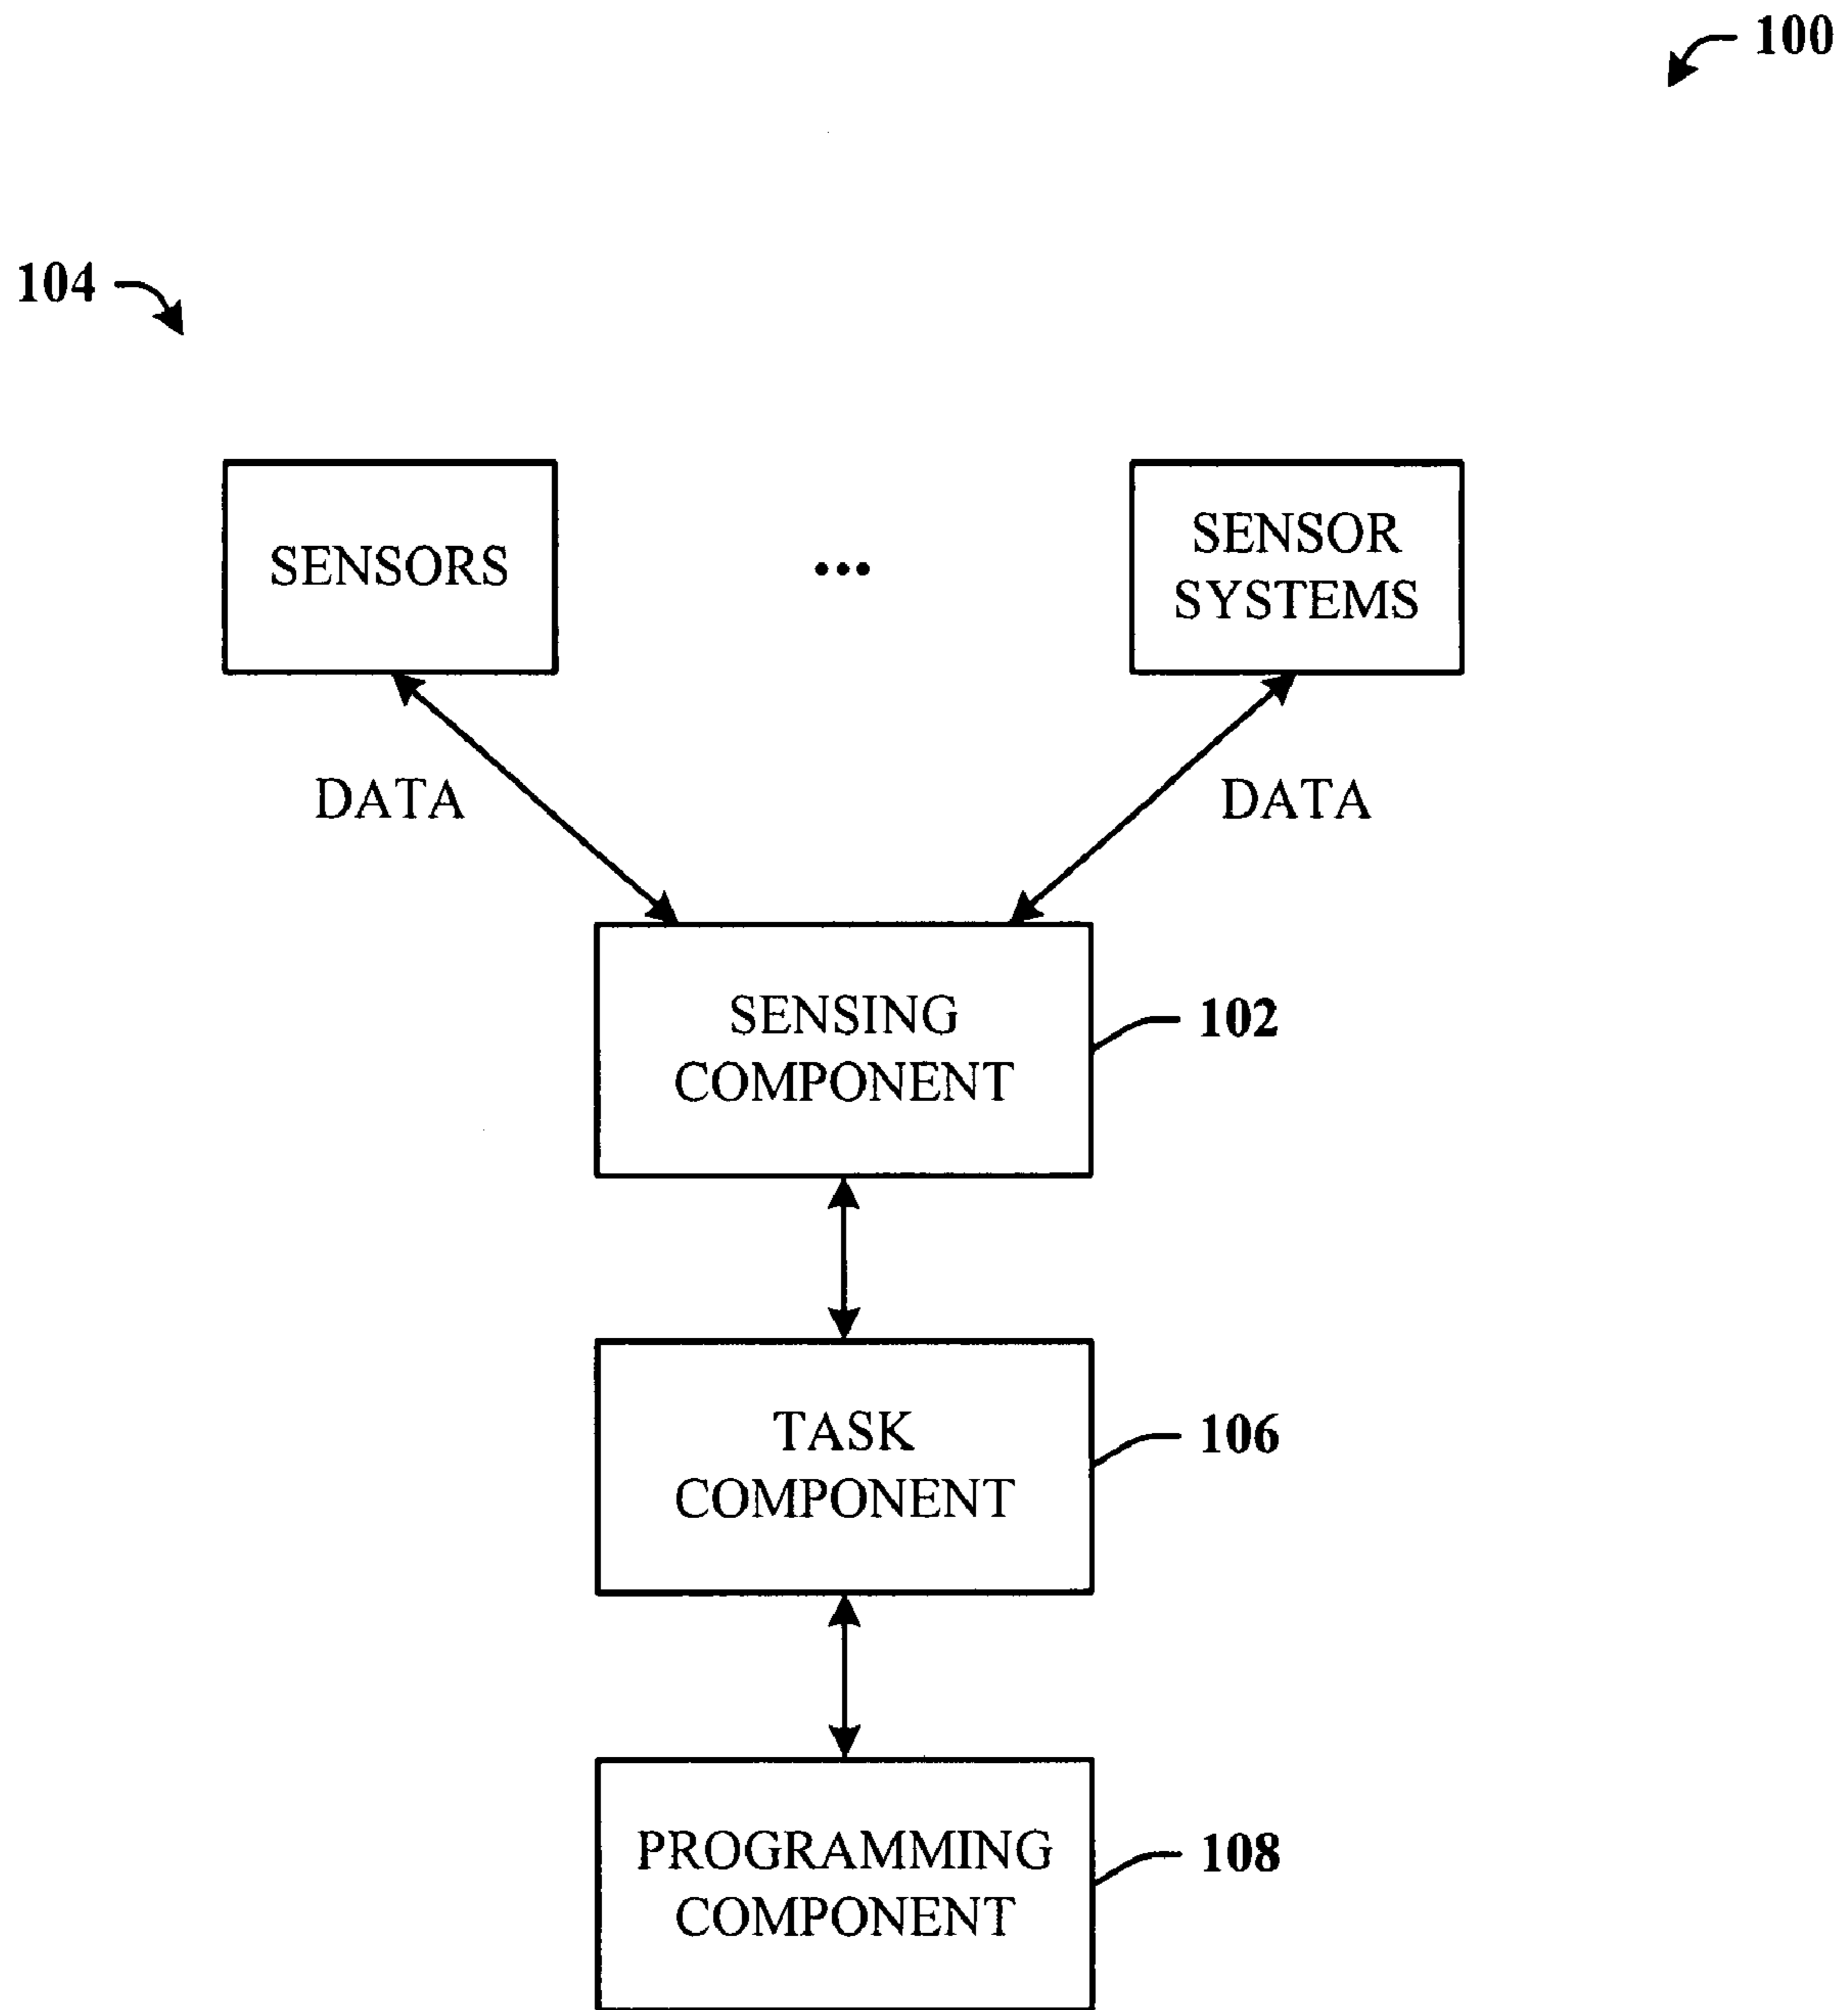 100
104
SENSORS
•••
SENSOR
SYSTEMS
DATA
DATA
SENSING
COMPONENT
102
TASK
COMPONENT
106
PROGRAMMING
COMPONENT
108